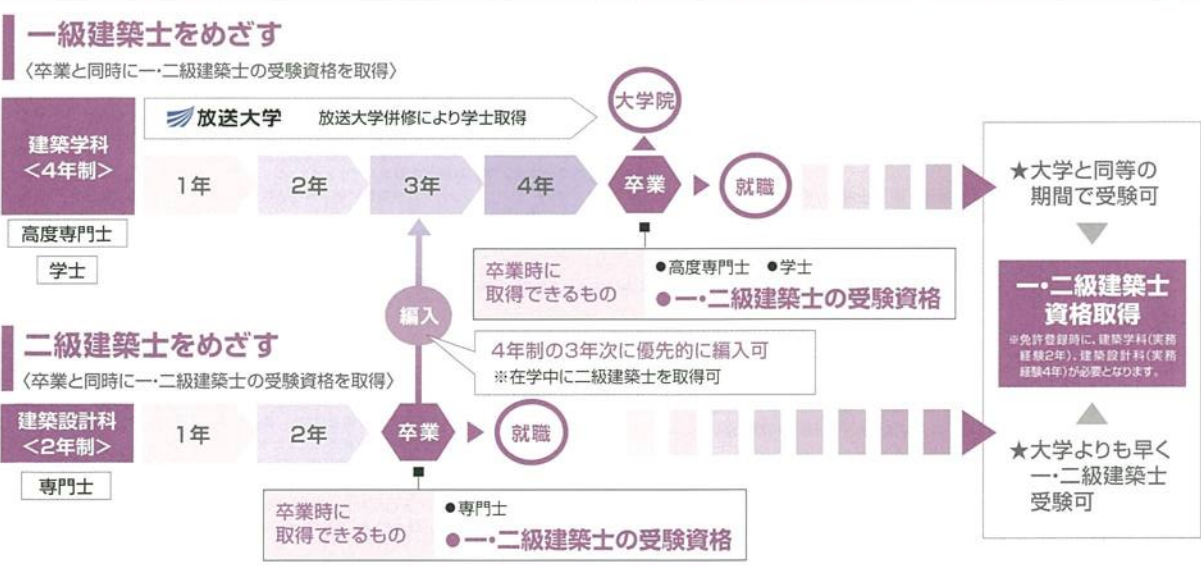 一級建築士をめざす
〈卒業と同時に一・二級建築士の受験資格を取得〉
建築学科
<4年制>
高度専門士
学士
放送大学 放送大学併修により学士取得
1年
2年
3年
4年
卒業
大学院
就職
卒業時に
取得できるもの
●高度専門士 ●学士
●一・二級建築士の受験資格
編入
4年制の3年次に優先的に編入可
※在学中に二級建築士を取得可
二級建築士をめざす
〈卒業と同時に一・二級建築士の受験資格を取得〉
建築設計科
<2年制>
専門士
1年
2年
卒業
就職
卒業時に
取得できるもの
●専門士
●一・二級建築士の受験資格
★大学と同等の
期間で受験可
一・二級建築士
資格取得
※免許登録時に、建築学科(実務
経験2年)、建築設計科(実務
経験4年)が必要となります。
★大学よりも早く
一・二級建築士
受験可